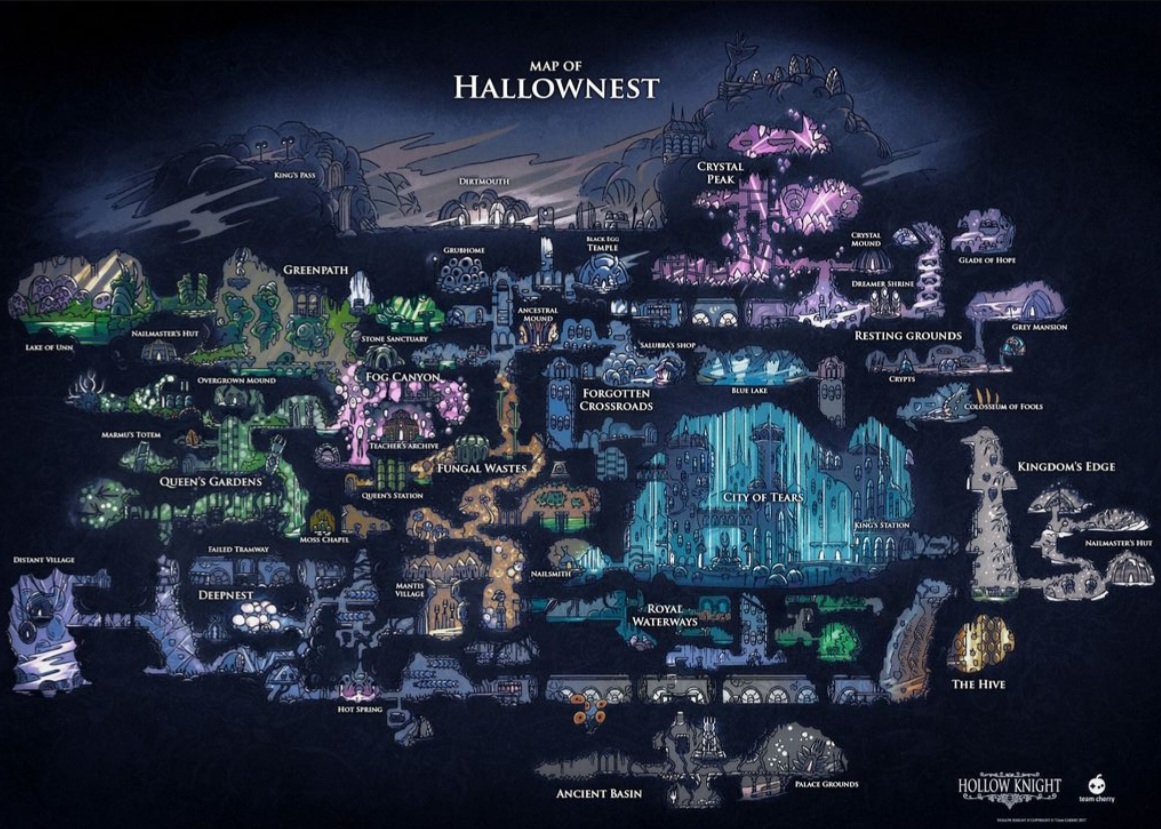 MAP OF
HALLOWNEST
KING'S PASS
DIRTMOUTH
CRYSTAL
PEAK
GRUBHOME
BLACK EGG
TEMPLE
CRYSTAL
MOUND
GLADE OF HOPE
GREENPATH
DREAMER SHRINE
ANCESTRAL
MOUND
GREY MANSION
NAILMASTER'S HUT
LAKE OF UNN
STONE SANCTUARY
SALUBRA'S SHOP
RESTING GROUNDS
OVERGROWN MOUND
FOG CANYON
FORGOTTEN
CROSSROADS
BLUE LAKE
CRYPTS
COLOSSEUM OF FOOLS
MARMU'S TOTEM
TEACHER'S ARCHIVE
FUNGAL WASTES
KINGDOM'S EDGE
QUEEN'S GARDENS
QUEEN'S STATION
CITY OF TEARS
KING'S STATION
MOSS CHAPEL
NAILMASTER'S HUT
DISTANT VILLAGE
FAILED TRAMWAY
NAILSMITH
DEEPNEST
MANTIS
VILLAGE
ROYAL
WATERWAYS
THE HIVE
HOT SPRING
ANCIENT BASIN
PALACE GROUNDS
HOLLOW KNIGHT
team cherry